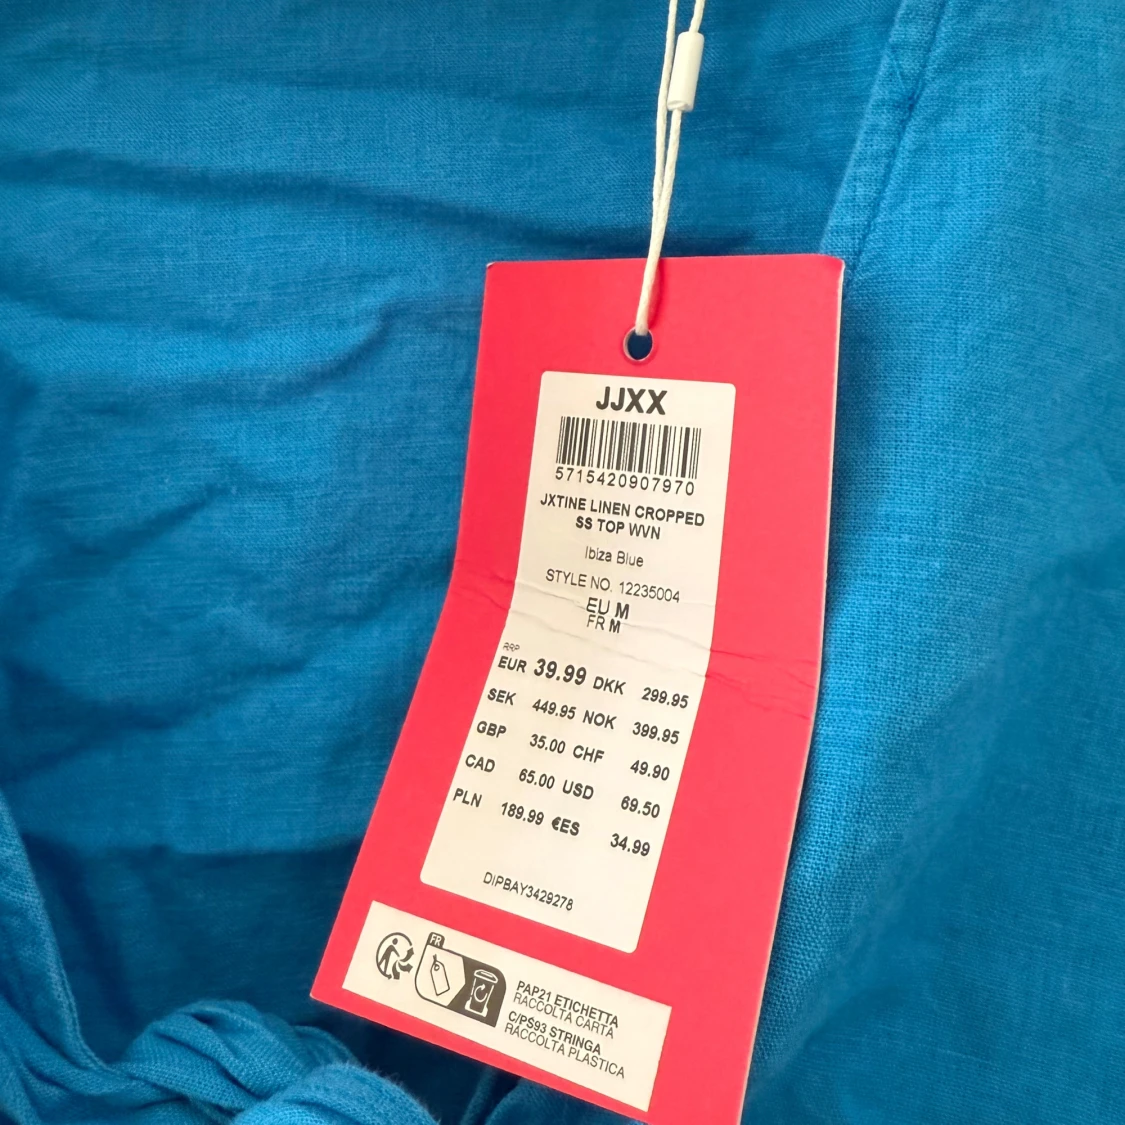 JJXX
5715420907970
JXTINE LINEN CROPPED
SS TOP WVN
Ibiza Blue
STYLE NO. 12235004
EU M
FR M
RRP
EUR 39.99 DKK 299.95
SEK 449.95 NOK 399.95
GBP 35.00 CHF 49.90
CAD 65.00 USD 69.50
PLN 189.99 €ES 34.99
DIPBAY3429278
FR
PAP21 ETICHETTA
RACCOLTA CARTA
C/PS93 STRINGA
RACCOLTA PLASTICA